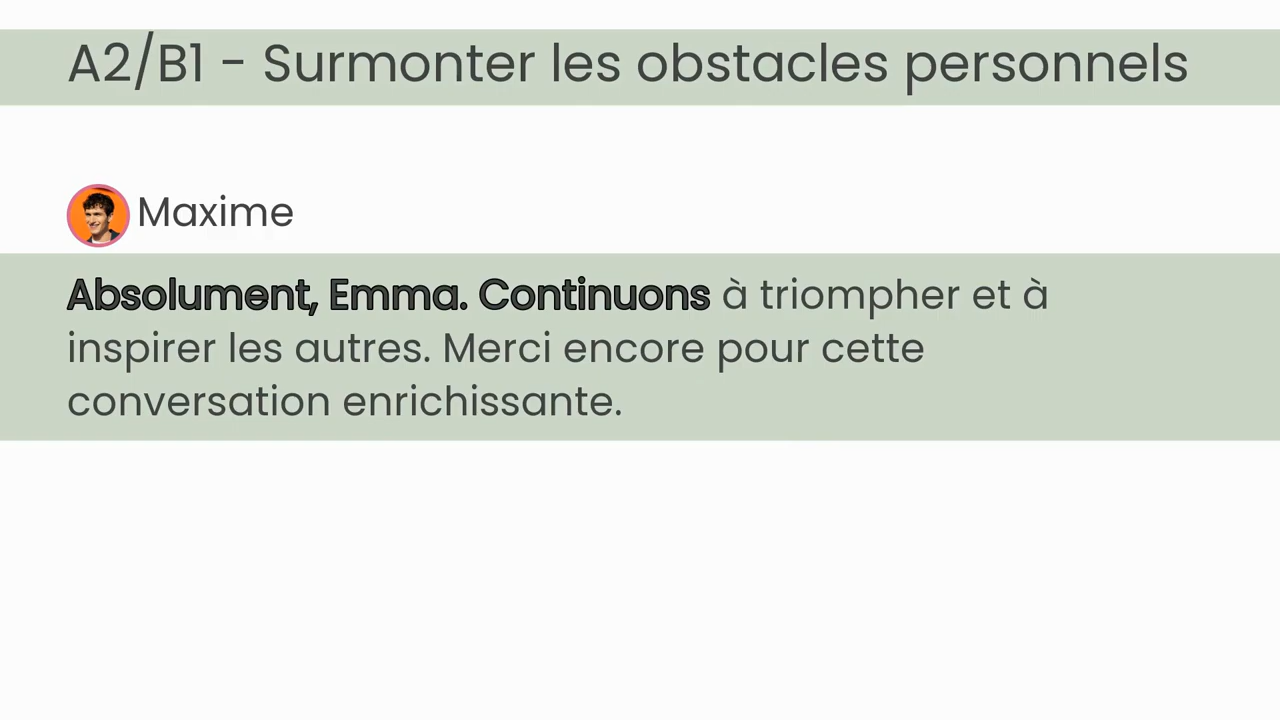 A2/B1 - Surmonter les obstacles personnels
Maxime
Absolument, Emma. Continuons à triompher et à
inspirer les autres. Merci encore pour cette
conversation enrichissante.